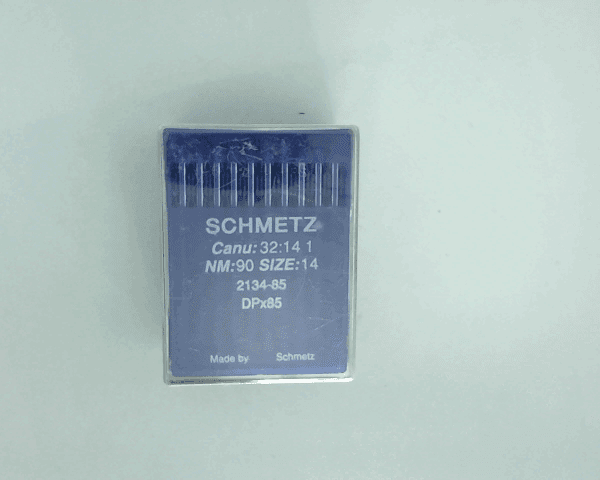 SCHMETZ
Canu: 32:14 1
NM:90 SIZE:14
2134-85
DPx85
Made by Schmetz